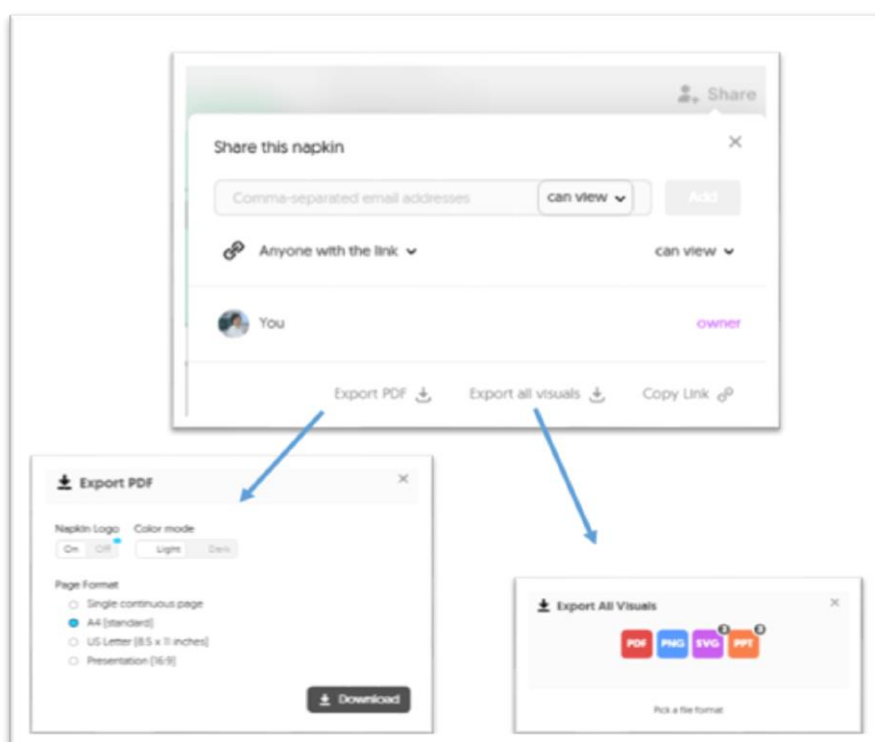 Share
Share this napkin
Comma-separated email addresses can view Add
Anyone with the link can view
You owner
Export PDF Export all visuals Copy Link
Export PDF
Napkin Logo Color mode
On Off Light Dark
Page Format
Single continuous page
A4 (standard)
US Letter (8.5 x 11 inches)
Presentation (16:9)
Download
Export All Visuals
PDF PNG SVG PPT
Pick a file format